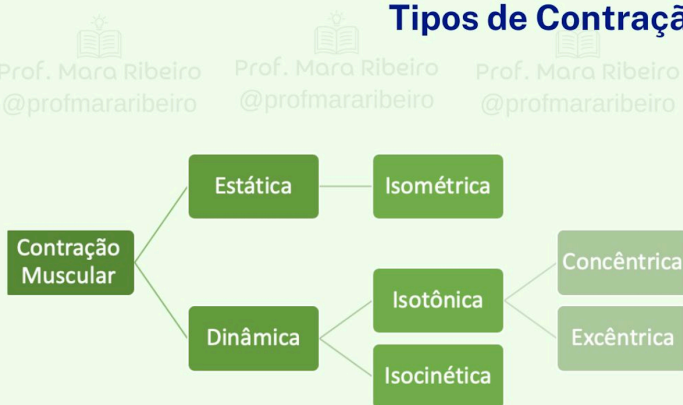 Tipos de Contraçã
Prof. Mara Ribeiro
Prof. Mara Ribeiro
Prof. Mara Ribeiro
@profmararibeiro
@profmararibeiro
@profmararibeiro
Estática
Isométrica
Contração
Muscular
Concêntrica
Isotônica
Dinâmica
Excêntrica
Isocinética